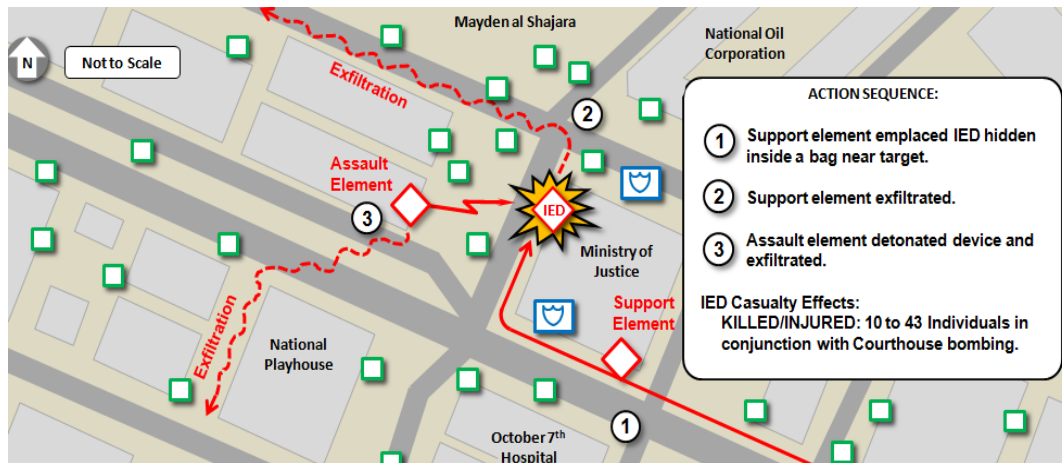 Mayden al Shajara
National Oil
Corporation
N
Not to Scale
Exfiltration
2
ACTION SEQUENCE:
1 Support element emplaced IED hidden
inside a bag near target.
2 Support element exfiltrated.
3 Assault element detonated device and
exfiltrated.
IED Casualty Effects:
KILLED/INJURED: 10 to 43 Individuals in
conjunction with Courthouse bombing.
Assault
Element
3
IED
Ministry of
Justice
Support
Element
Exfiltration
National
Playhouse
1
October 7th
Hospital